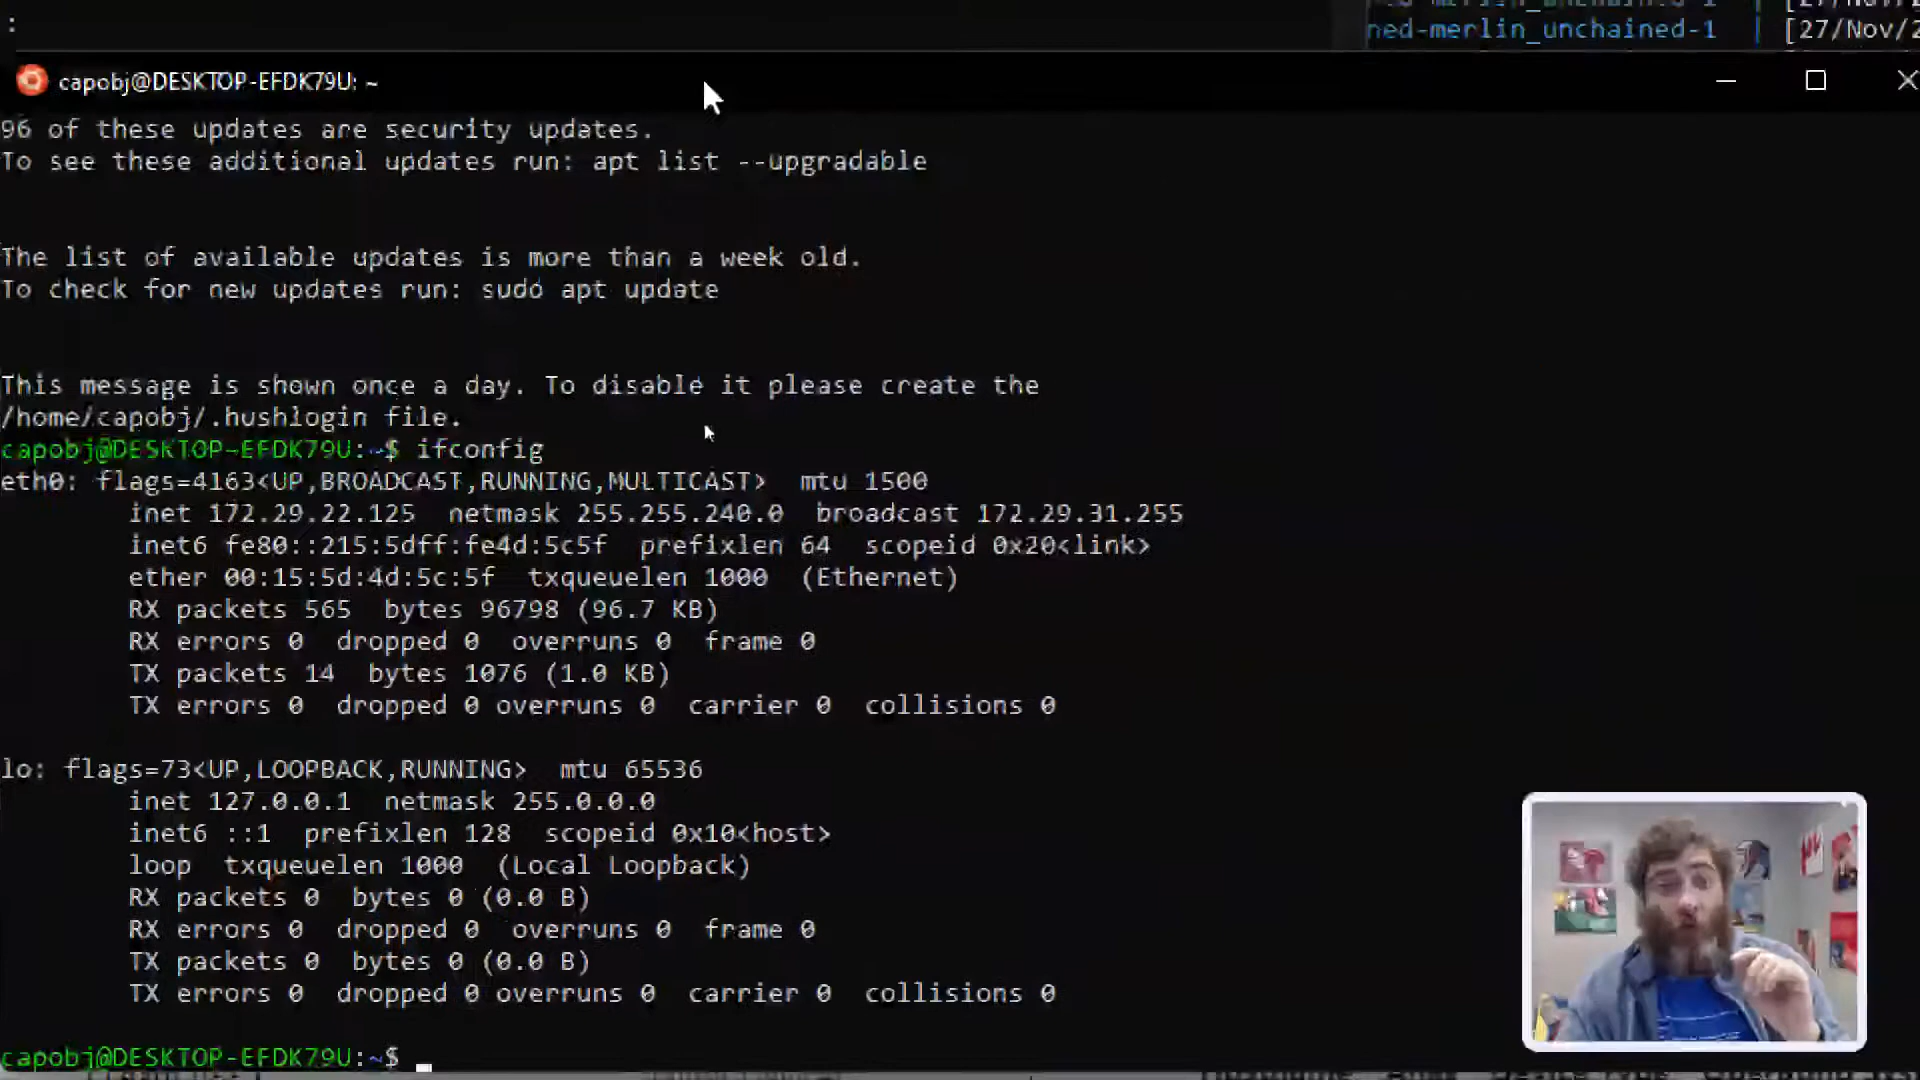 :
ned-merlin_unchained-1 | [27/Nov/2
capobj@DESKTOP-EFDK79U: ~
96 of these updates are security updates.
To see these additional updates run: apt list --upgradable
The list of available updates is more than a week old.
To check for new updates run: sudo apt update
This message is shown once a day. To disable it please create the
/home/capobj/.hushlogin file.
capobj@DESKTOP-EFDK79U:~$ ifconfig
eth0: flags=4163<UP,BROADCAST,RUNNING,MULTICAST>  mtu 1500
inet 172.29.22.125  netmask 255.255.240.0  broadcast 172.29.31.255
inet6 fe80::215:5dff:fe4d:5c5f  prefixlen 64  scopeid 0x20<link>
ether 00:15:5d:4d:5c:5f  txqueuelen 1000  (Ethernet)
RX packets 565  bytes 96798 (96.7 KB)
RX errors 0  dropped 0  overruns 0  frame 0
TX packets 14  bytes 1076 (1.0 KB)
TX errors 0  dropped 0 overruns 0  carrier 0  collisions 0
lo: flags=73<UP,LOOPBACK,RUNNING>  mtu 65536
inet 127.0.0.1  netmask 255.0.0.0
inet6 ::1  prefixlen 128  scopeid 0x10<host>
loop  txqueuelen 1000  (Local Loopback)
RX packets 0  bytes 0 (0.0 B)
RX errors 0  dropped 0  overruns 0  frame 0
TX packets 0  bytes 0 (0.0 B)
TX errors 0  dropped 0 overruns 0  carrier 0  collisions 0
capobj@DESKTOP-EFDK79U:~$